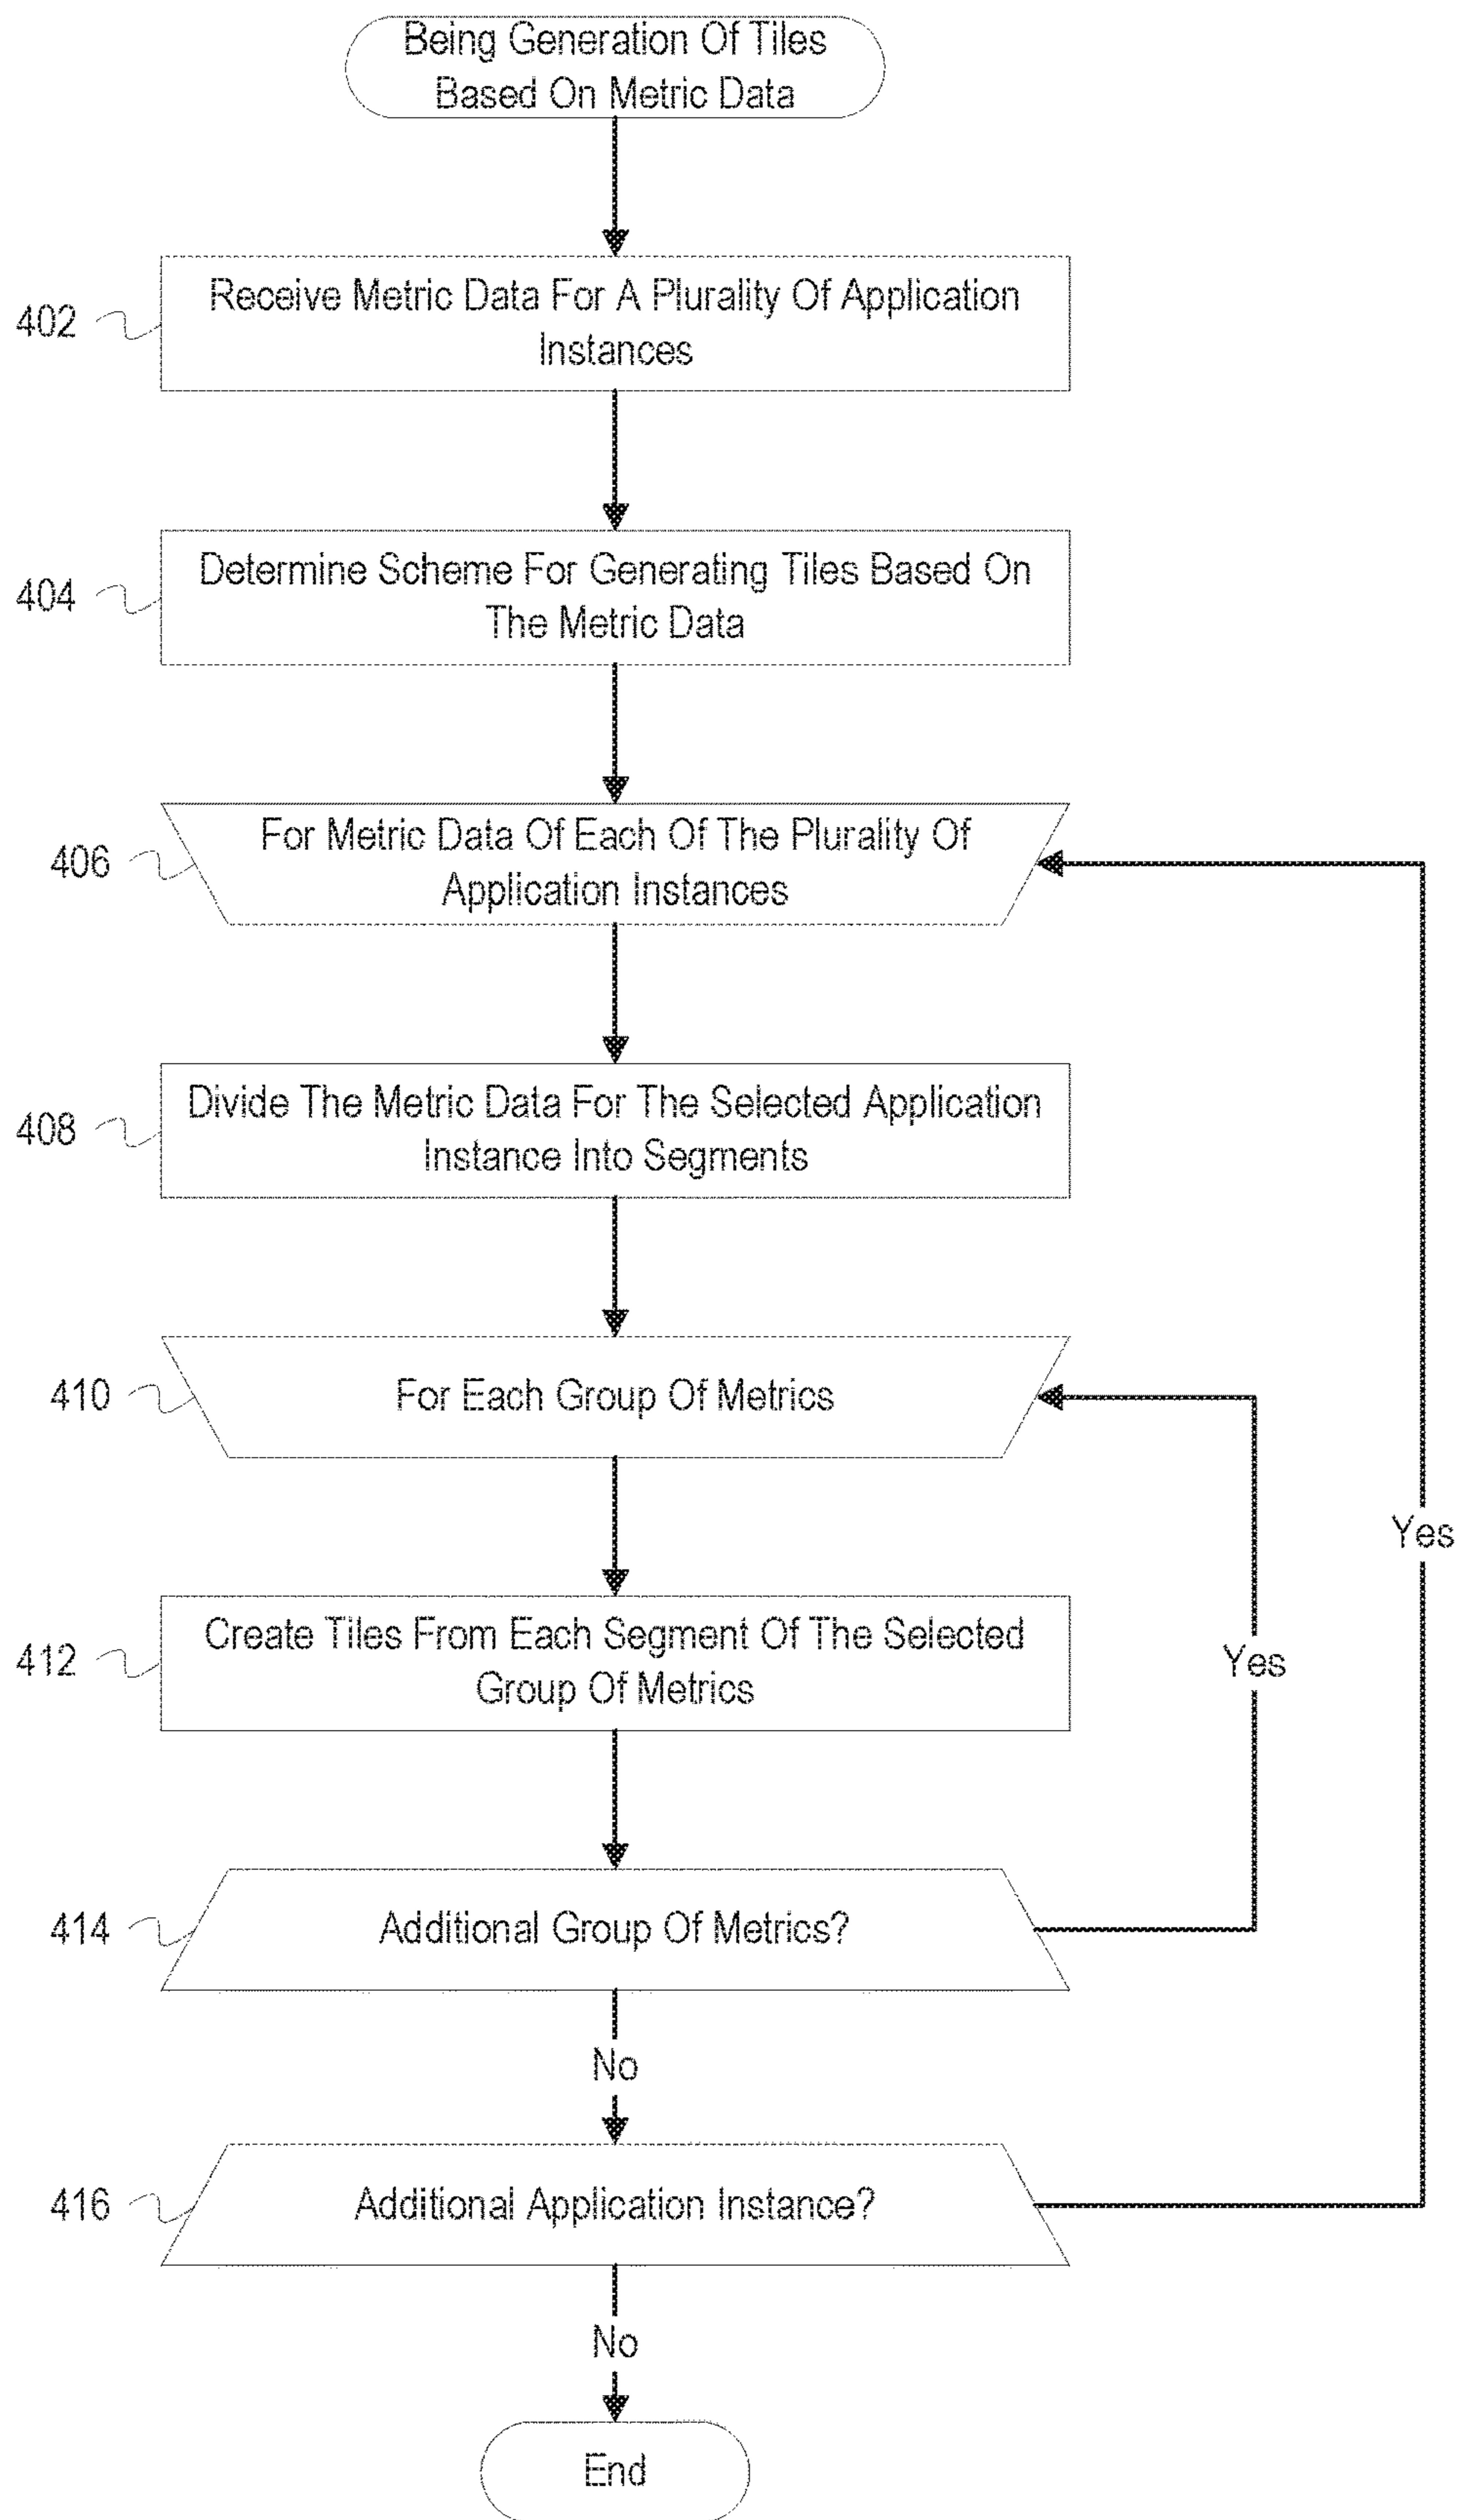 Being Generation Of Tiles
Based On Metric Data
402
Receive Metric Data For A Plurality Of Application
Instances
404
Determine Scheme For Generating Tiles Based On
The Metric Data
406
For Metric Data Of Each Of The Plurality Of
Application Instances
408
Divide The Metric Data For The Selected Application
Instance Into Segments
410
For Each Group Of Metrics
Yes
412
Create Tiles From Each Segment Of The Selected
Group Of Metrics
Yes
414
Additional Group Of Metrics?
No
416
Additional Application Instance?
No
End